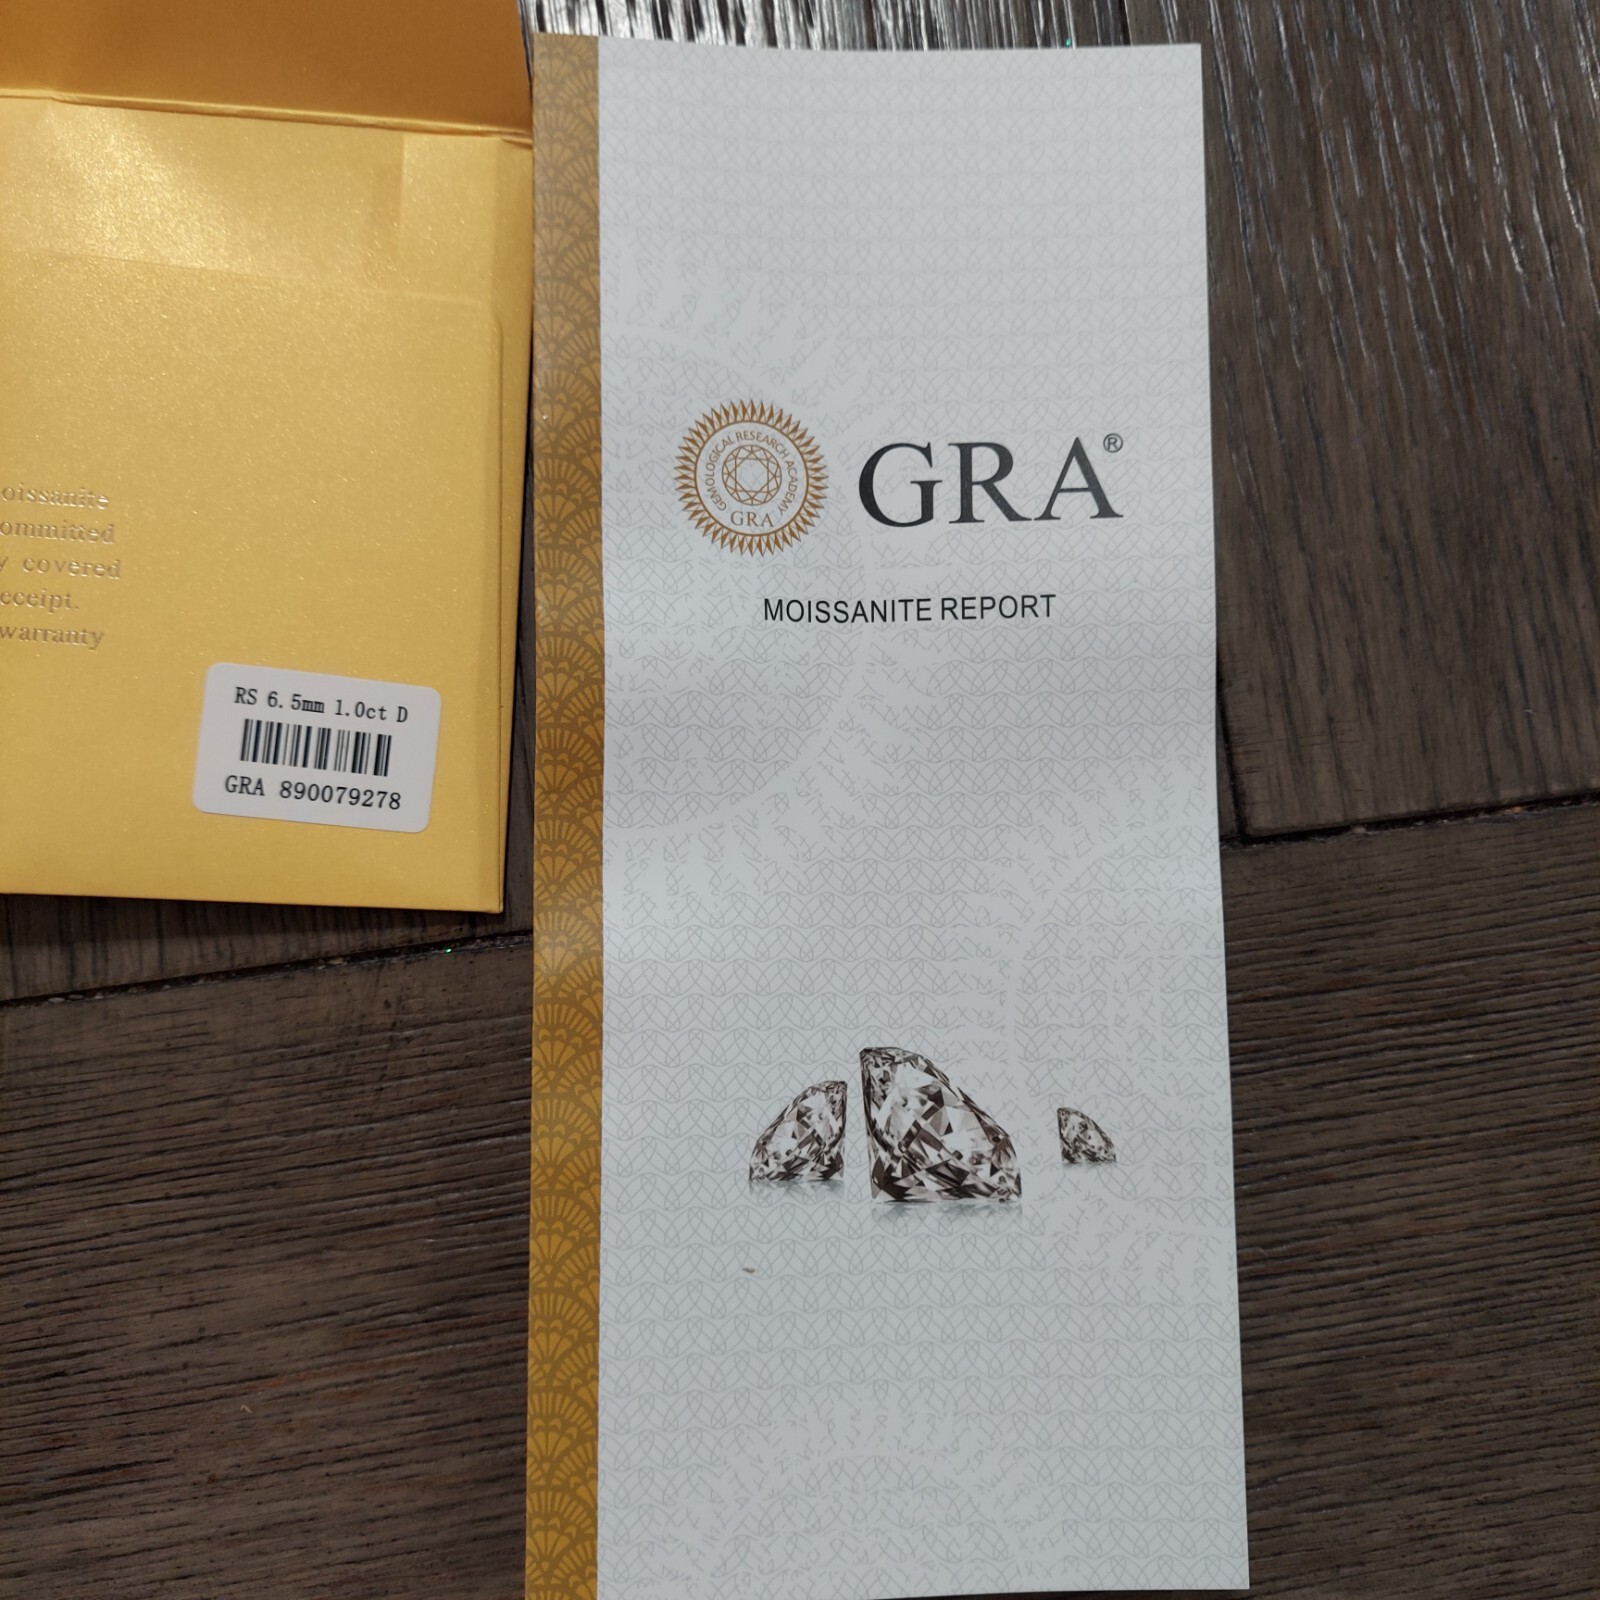 oissanite
ommitted
y covered
eceipt.
warranty
RS 6.5mm 1.0ct D
GRA 890079278
GEMOLOGICAL RESEARCH ACADEMY
GRA
GRA®
MOISSANITE REPORT